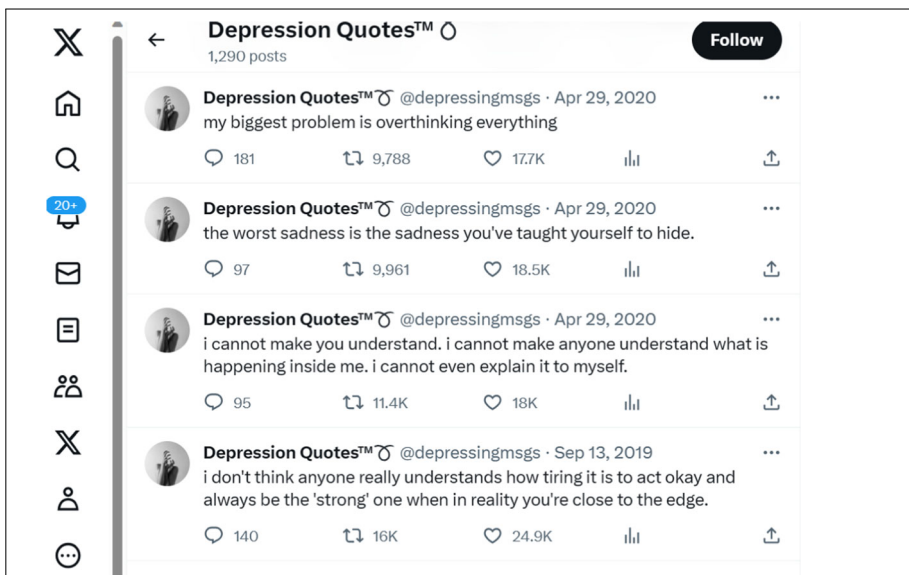 Depression Quotes™
1,290 posts
Follow
Depression Quotes™ @depressingmsgs · Apr 29, 2020
my biggest problem is overthinking everything
181 9,788 17.7K
20+
Depression Quotes™ @depressingmsgs · Apr 29, 2020
the worst sadness is the sadness you've taught yourself to hide.
97 9,961 18.5K
Depression Quotes™ @depressingmsgs · Apr 29, 2020
i cannot make you understand. i cannot make anyone understand what is
happening inside me. i cannot even explain it to myself.
95 11.4K 18K
Depression Quotes™ @depressingmsgs · Sep 13, 2019
i don't think anyone really understands how tiring it is to act okay and
always be the 'strong' one when in reality you're close to the edge.
140 16K 24.9K